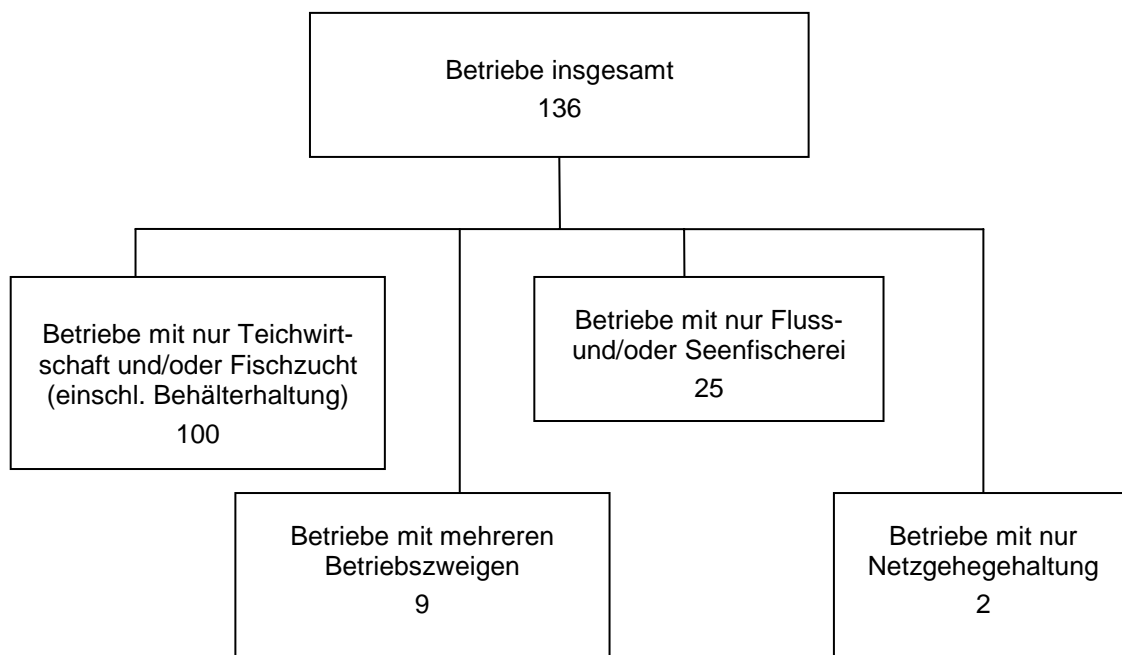 Betriebe insgesamt
136
Betriebe mit nur Teichwirt-
schaft und/oder Fischzucht
(einschl. Behälterhaltung)
100
Betriebe mit nur Fluss-
und/oder Seenfischerei
25
Betriebe mit mehreren
Betriebszweigen
9
Betriebe mit nur
Netzgehegehaltung
2